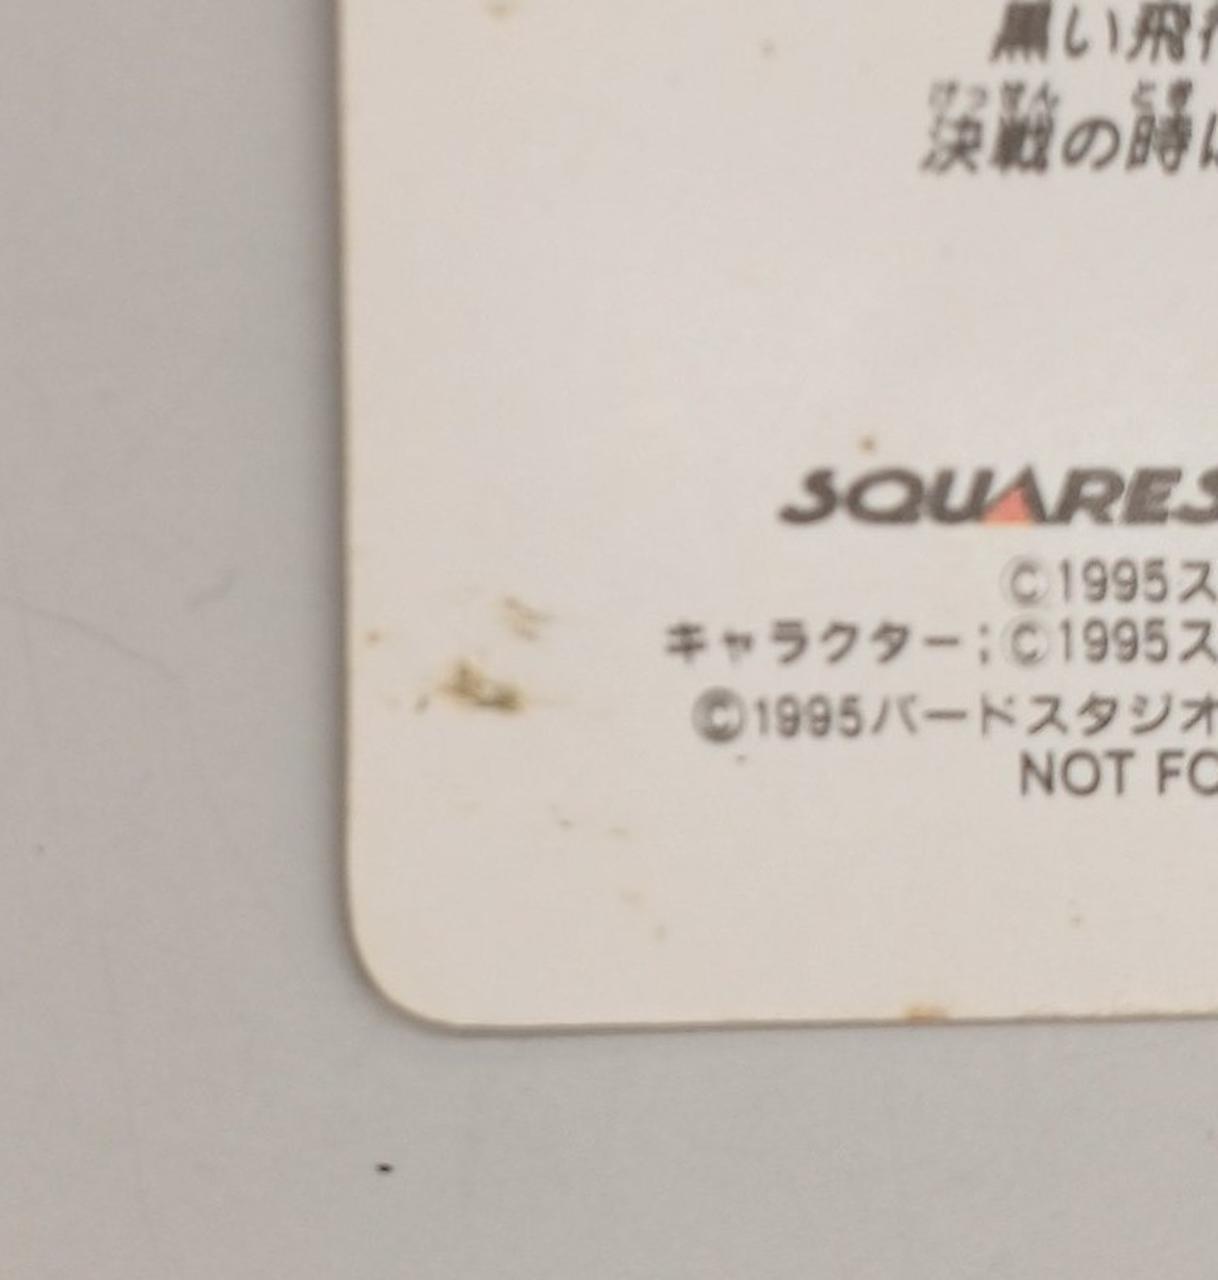 黒い飛行
けっせん とき
決戦の時に
SQUARES
©1995ス
キャラクター;©1995ス
©1995バードスタジオ
NOT FO